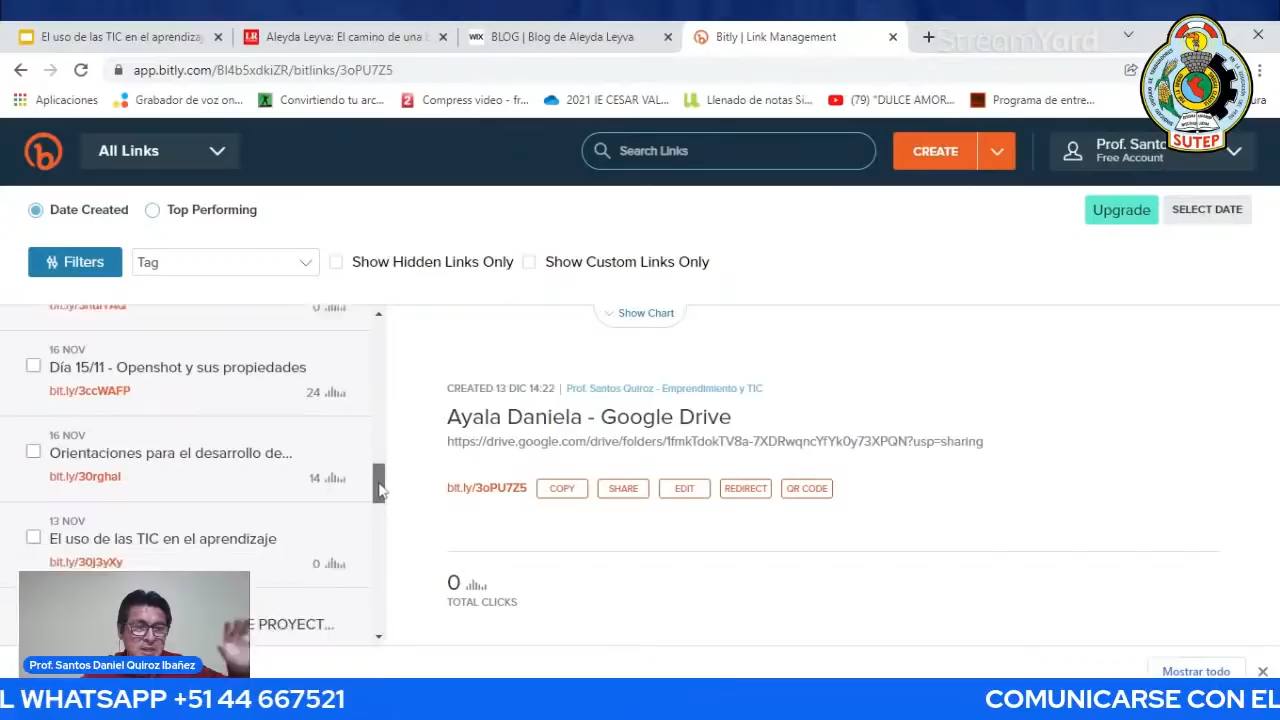 El uso de las TIC en el aprendiza
Aleyda Leyva: El camino de una b
WIX BLOG | Blog de Aleyda Leyva
Bitly | Link Management
StreamYard
app.bitly.com/Bl4b5xdkiZR/bitlinks/3oPU7Z5
Aplicaciones
Grabador de voz on...
Convirtiendo tu arc...
Compress video - fr...
2021 IE CESAR VAL...
Llenado de notas Si...
(79) "DULCE AMOR...
Programa de entre...
SUTEP
All Links
Search Links
CREATE
Prof. Santo
Free Account
Date Created
Top Performing
Upgrade
SELECT DATE
Filters
Tag
Show Hidden Links Only
Show Custom Links Only
Show Chart
0
16 NOV
Día 15/11 - Openshot y sus propiedades
bit.ly/3ccWAFP
24
16 NOV
Orientaciones para el desarrollo de...
bit.ly/30rghal
14
13 NOV
El uso de las TIC en el aprendizaje
bit.ly/30j3yXy
0
E PROYECT...
CREATED 13 DIC 14:22 | Prof. Santos Quiroz - Emprendimiento y TIC
Ayala Daniela - Google Drive
https://drive.google.com/drive/folders/1fmkTdokTV8a-7XDRwqncYfYk0y73XPQN?usp=sharing
bit.ly/3oPU7Z5
COPY
SHARE
EDIT
REDIRECT
QR CODE
0
TOTAL CLICKS
Prof. Santos Daniel Quiroz Ibañez
Mostrar todo
L WHATSAPP +51 44 667521
COMUNICARSE CON EL